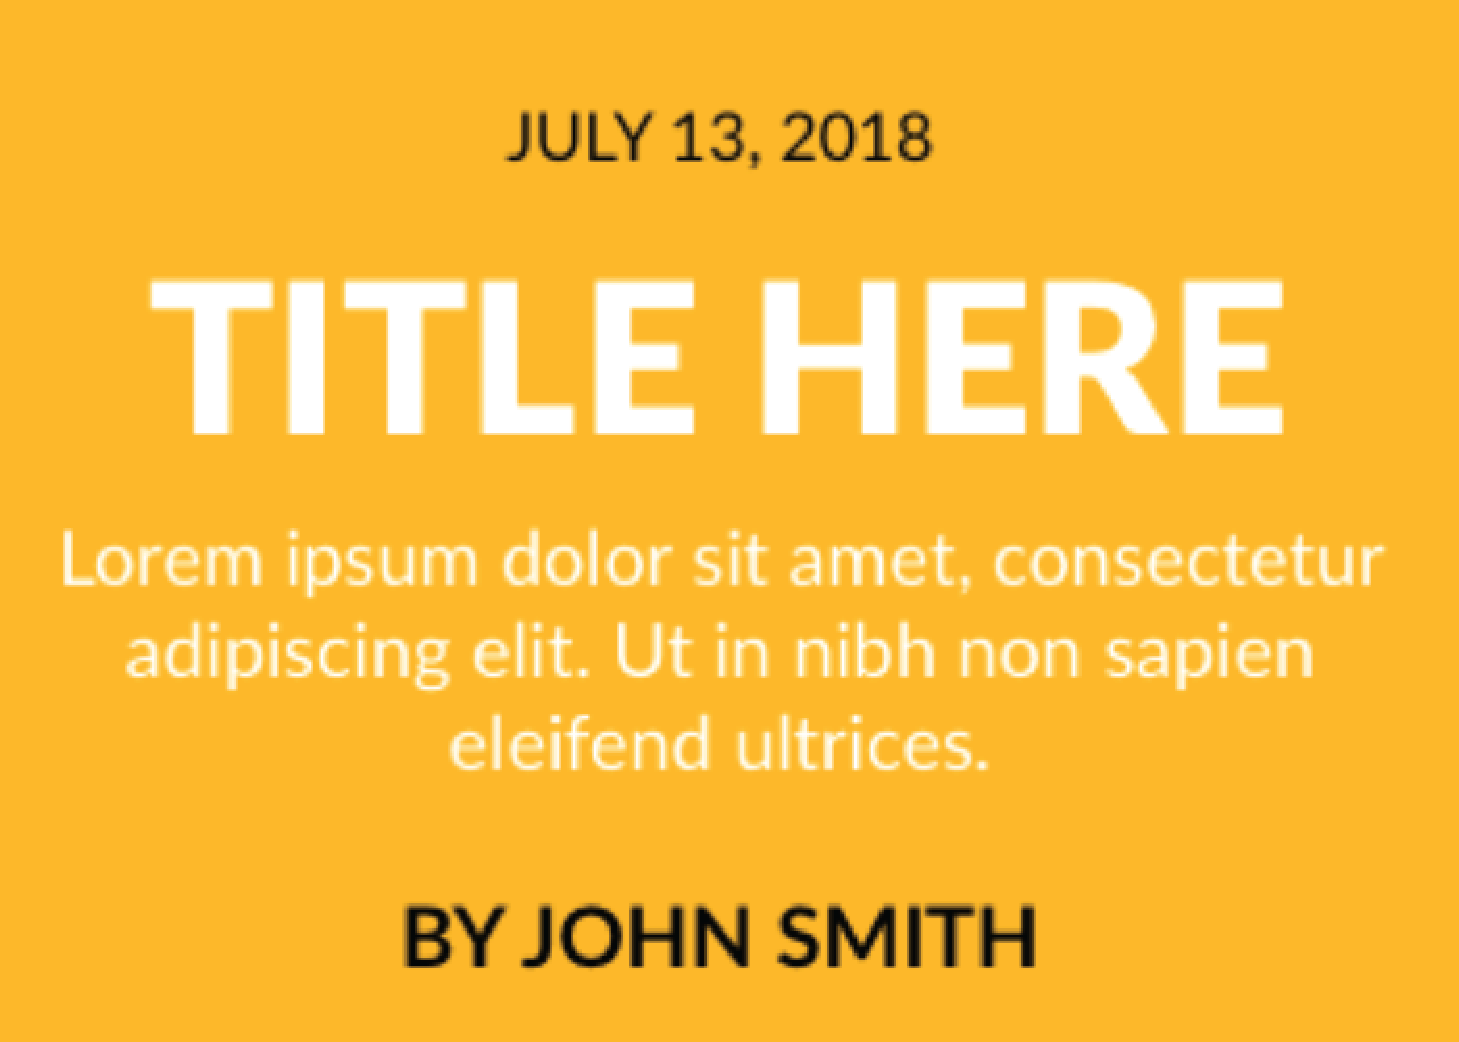 JULY 13, 2018
TITLE HERE
Lorem ipsum dolor sit amet, consectetur
adipiscing elit. Ut in nibh non sapien
eleifend ultrices.
BY JOHN SMITH